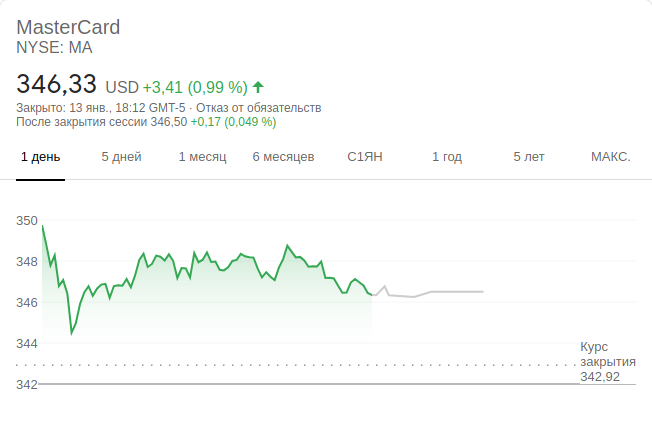 MasterCard
NYSE: MA
346,33 USD +3,41 (0,99 %)
Закрыто: 13 янв., 18:12 GMT-5 · Отказ от обязательств
После закрытия сессии 346,50 +0,17 (0,049 %)
1 день 5 дней 1 месяц 6 месяцев С1ЯН 1 год 5 лет МАКС.
350
348
346
344
Курс
закрытия
342,92
342